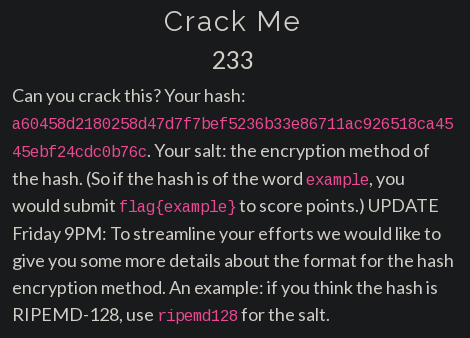 Crack Me
233
Can you crack this? Your hash:
a60458d2180258d47d7f7bef5236b33e86711ac926518ca45
45ebf24cdc0b76c. Your salt: the encryption method of
the hash. (So if the hash is of the word example, you
would submit flag{example} to score points.) UPDATE
Friday 9PM: To streamline your efforts we would like to
give you some more details about the format for the hash
encryption method. An example: if you think the hash is
RIPEMD-128, use ripemd128 for the salt.